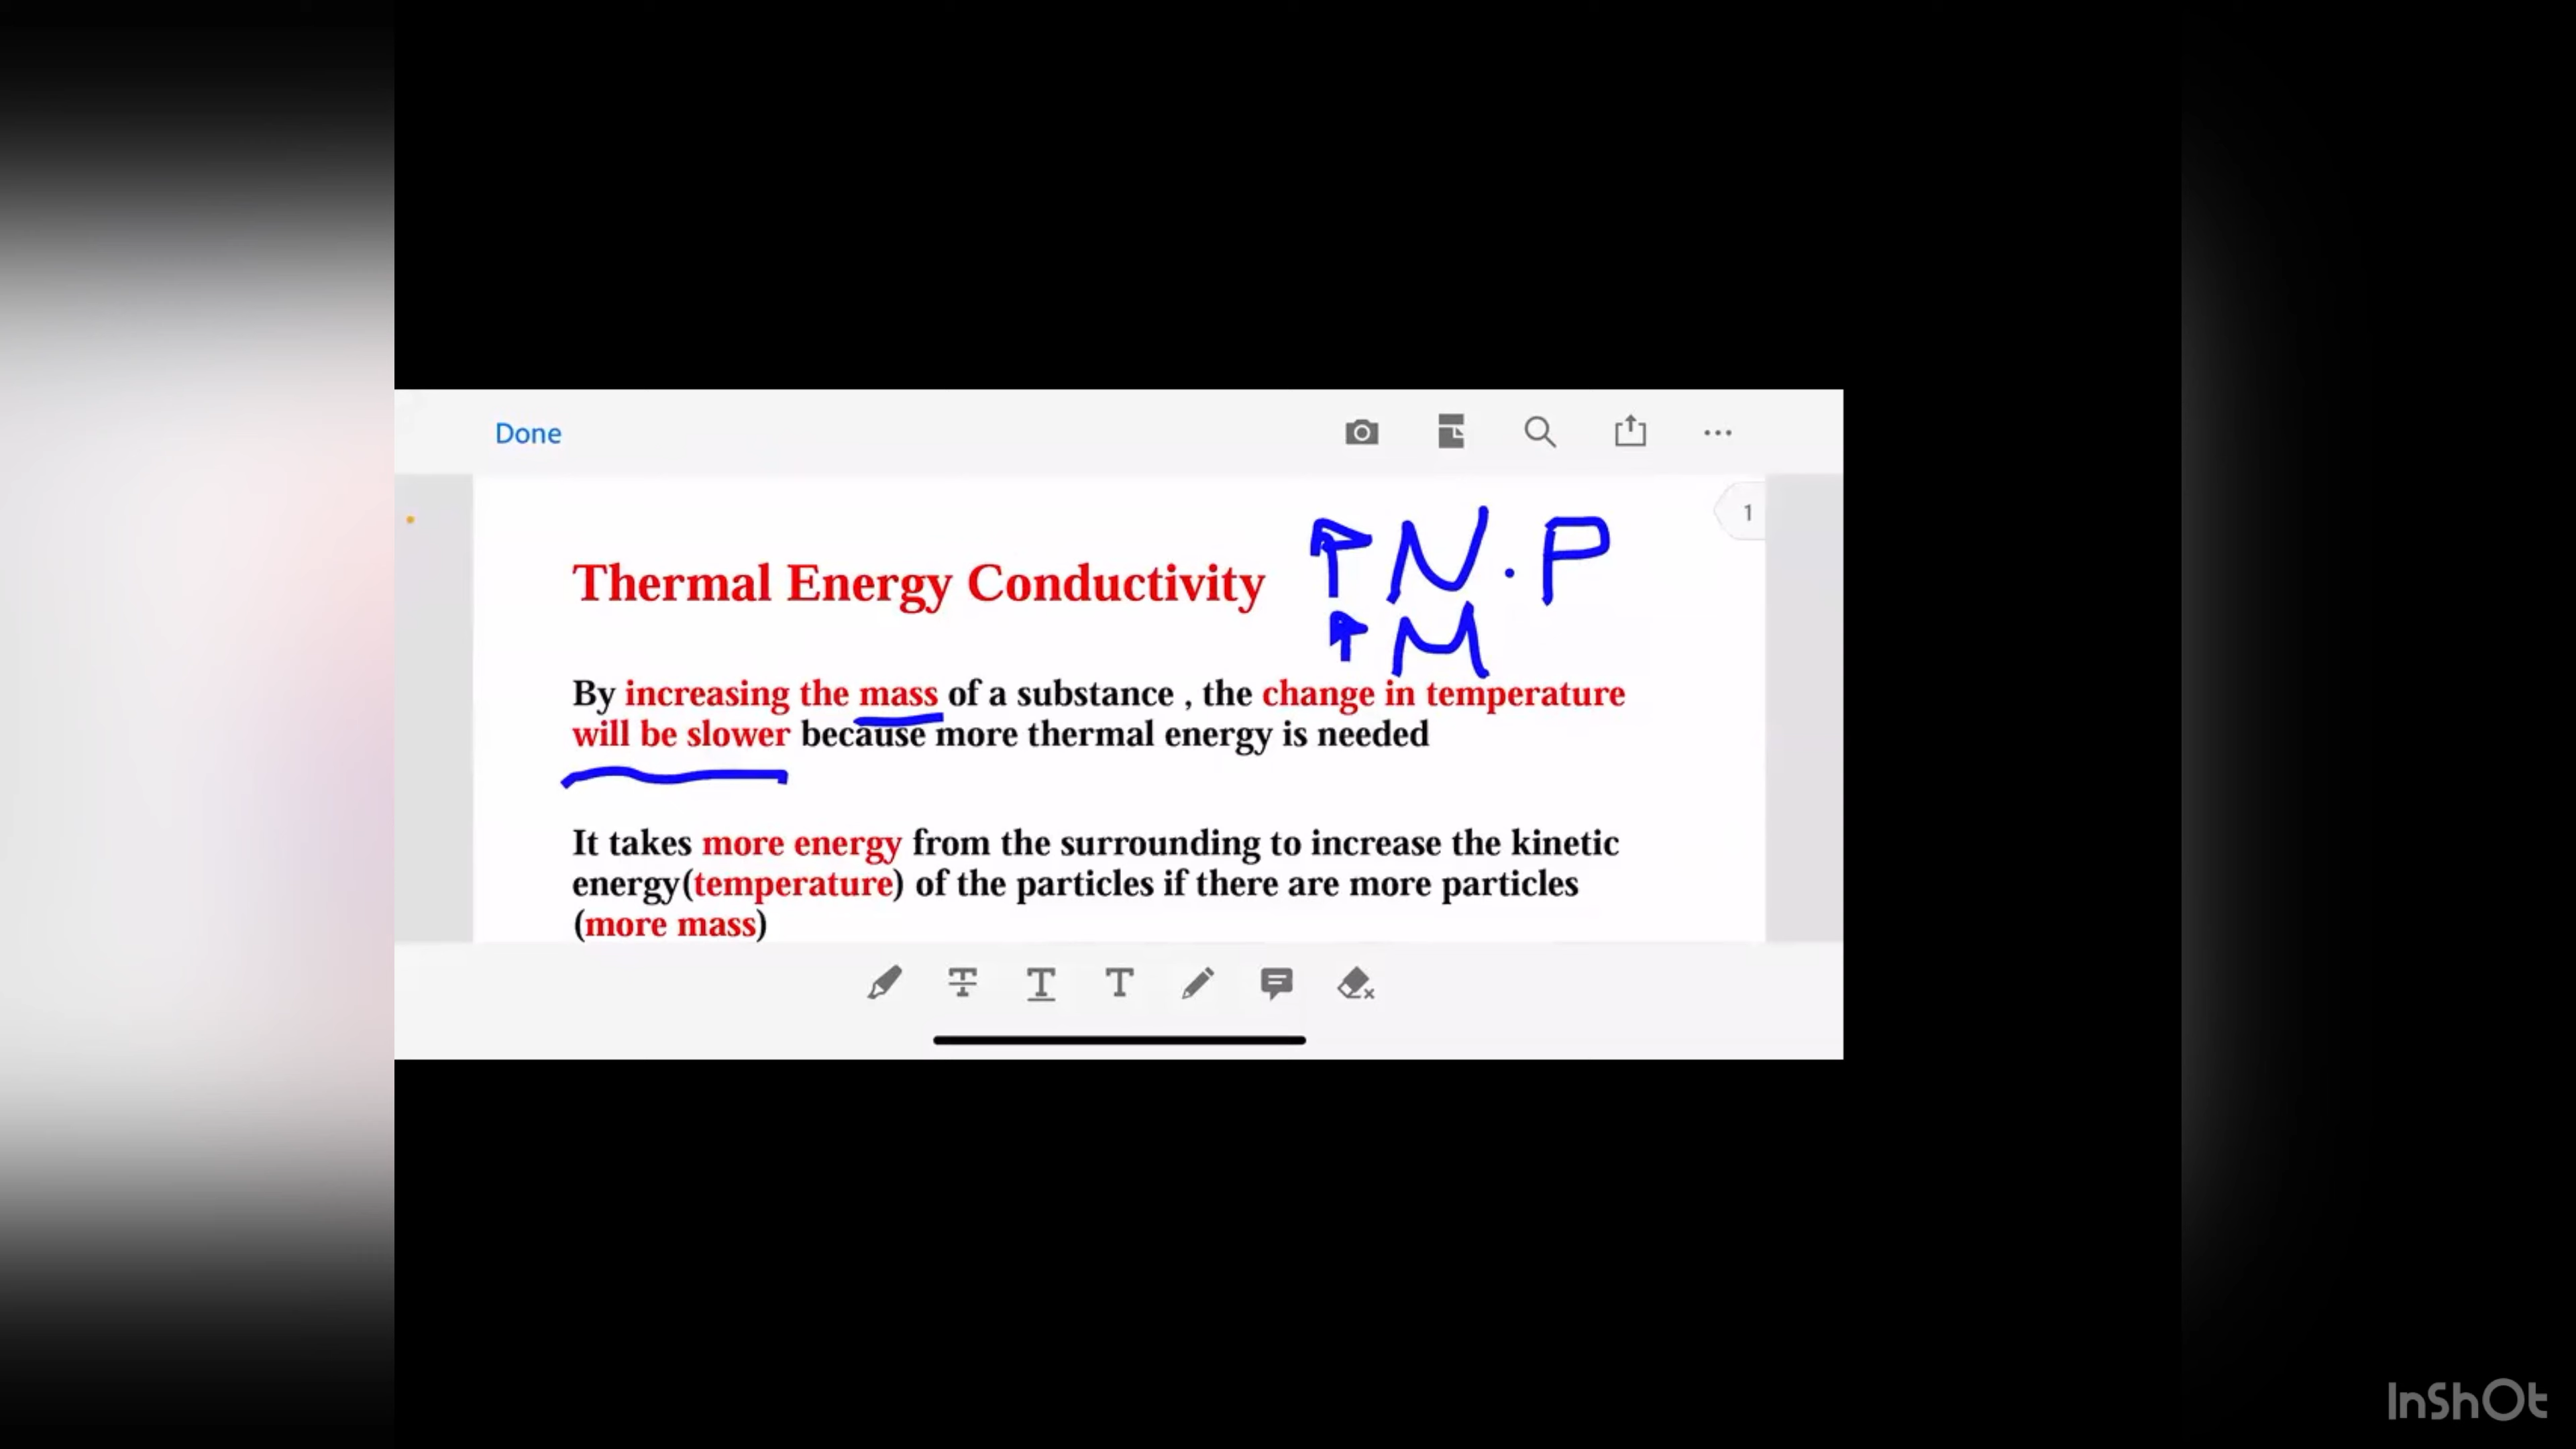 Done
1
↑ N.P
Thermal Energy Conductivity
↑ M
By increasing the mass of a substance , the change in temperature
will be slower because more thermal energy is needed
It takes more energy from the surrounding to increase the kinetic
energy(temperature) of the particles if there are more particles
(more mass)
InShOt